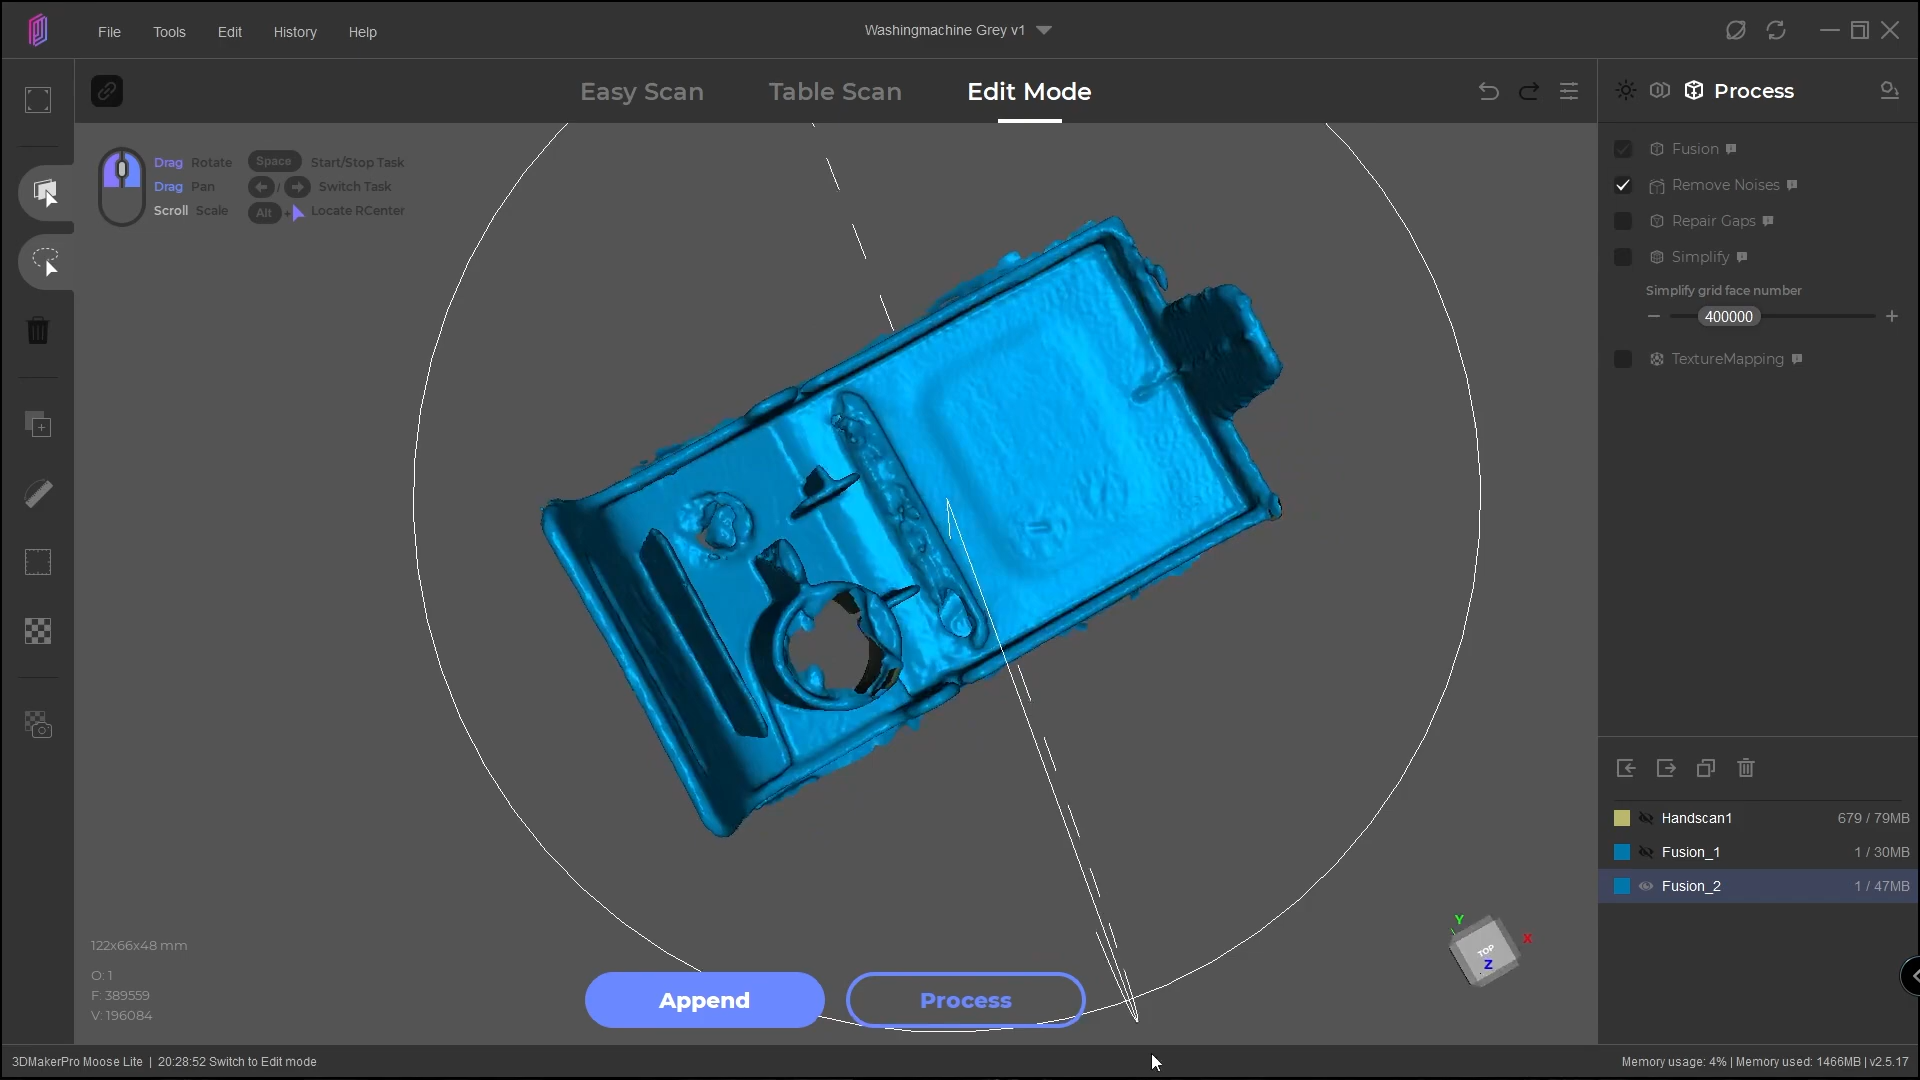 File Tools Edit History Help
Washingmachine Grey v1
Easy Scan Table Scan Edit Mode
Process
Drag Rotate Space Start/Stop Task
Drag Pan / Switch Task
Scroll Scale Alt + Locate RCenter
Fusion
Remove Noises
Repair Gaps
Simplify
Simplify grid face number
400000
TextureMapping
Handscan1 679 / 79MB
Fusion_1 1 / 30MB
Fusion_2 1 / 47MB
Y
X
TOP
Z
122x66x48 mm
O: 1
F: 389559
V: 196084
Append Process
3DMakerPro Moose Lite | 20:28:52 Switch to Edit mode
Memory usage: 4% | Memory used: 1466MB | v2.5.17